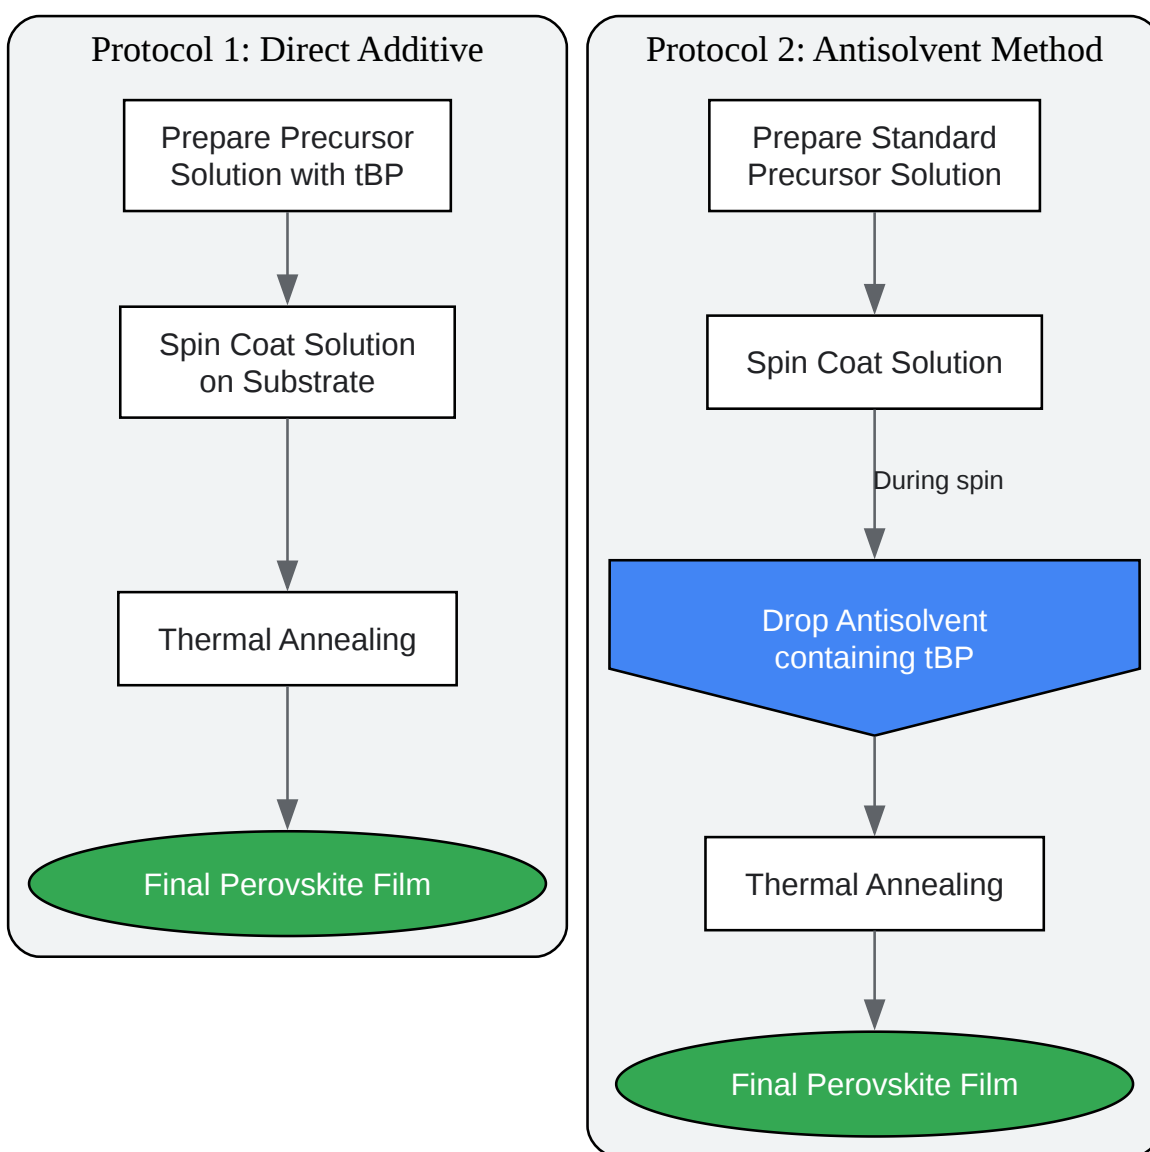 Protocol 1: Direct Additive
Prepare Precursor
Solution with tBP
Spin Coat Solution
on Substrate
Thermal Annealing
Final Perovskite Film
Protocol 2: Antisolvent Method
Prepare Standard
Precursor Solution
Spin Coat Solution
During spin
Drop Antisolvent
containing tBP
Thermal Annealing
Final Perovskite Film